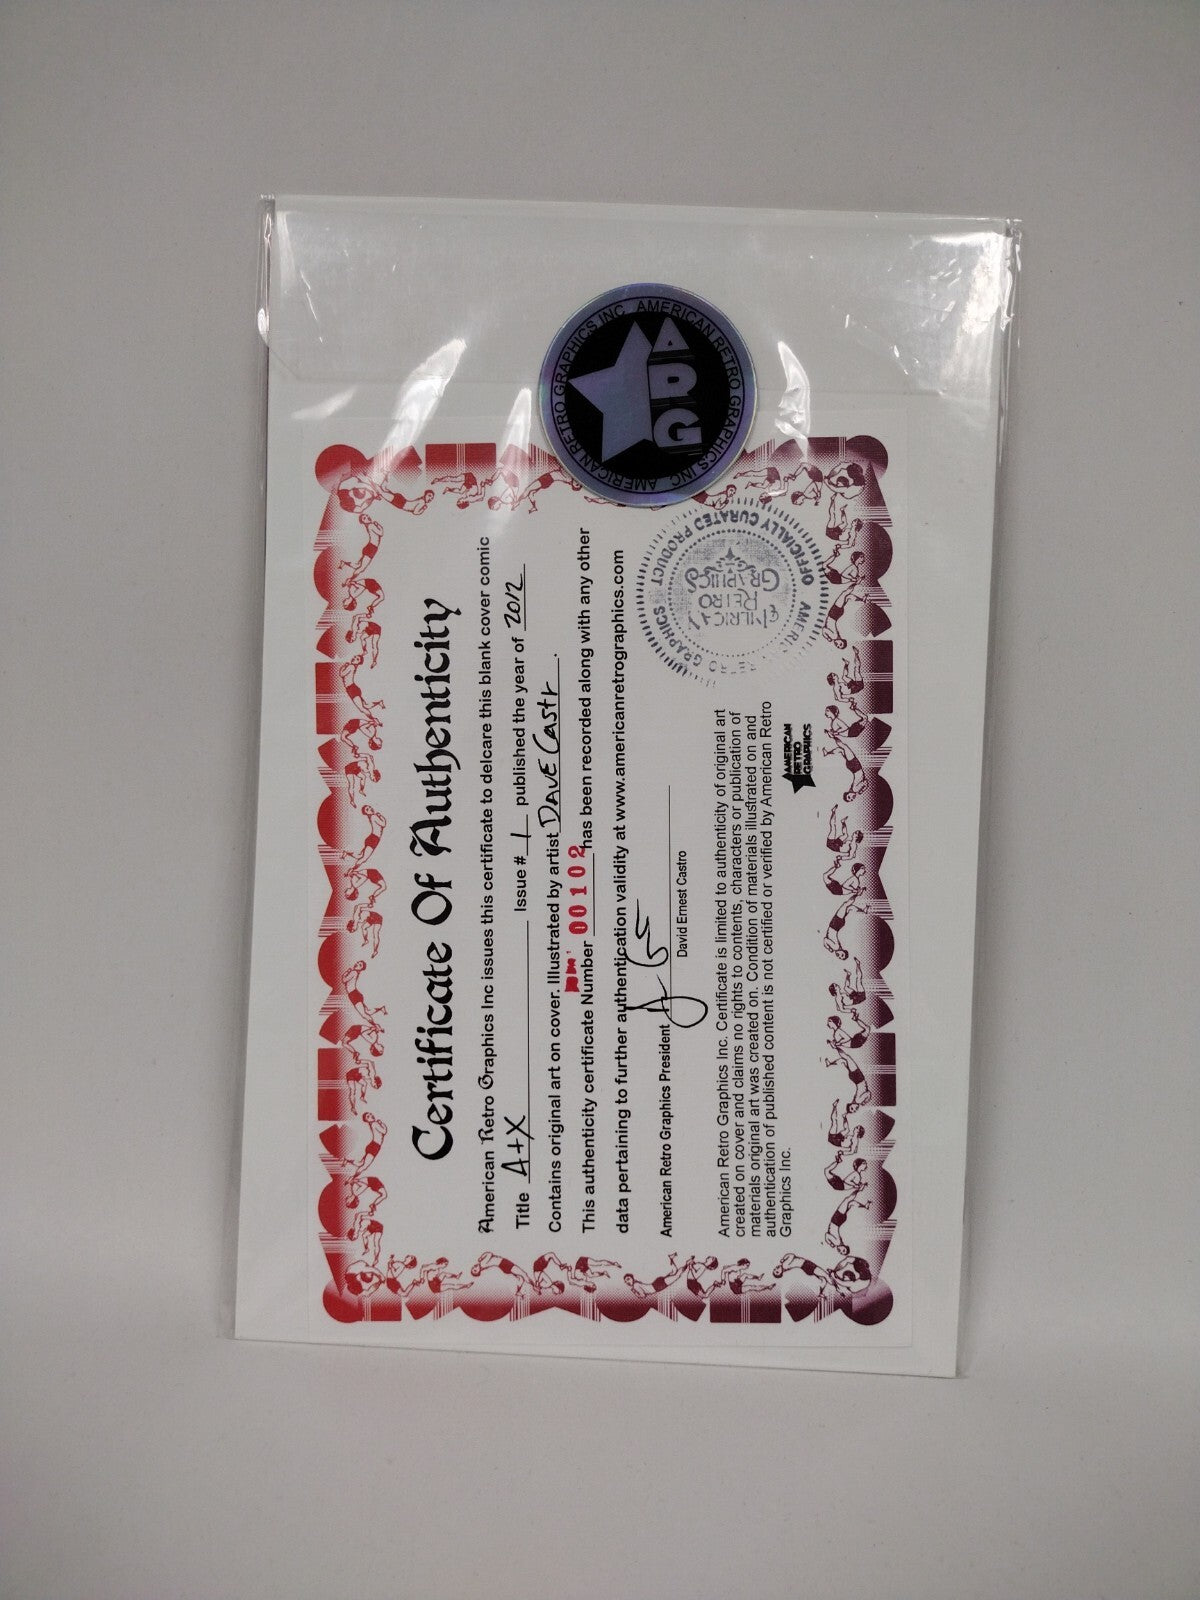 AMERICAN RETRO GRAPHICS INC. AMERICAN RETRO GRAPHICS INC.
ARG
Certificate Of Authenticity
American Retro Graphics Inc issues this certificate to delcare this blank cover comic
Title A+X Issue # 1 published the year of 2012
Contains original art on cover. Illustrated by artist Dave Castr.
This authenticity certificate Number 00102 has been recorded along with any other
data pertaining to further authentication validity at www.americanretrographics.com
American Retro Graphics President
David Ernest Castro
American Retro Graphics Inc. Certificate is limited to authenticity of original art
created on cover and claims no rights to contents, characters or publication of
materials original art was created on. Condition of materials illustrated on and
authentication of published content is not certified or verified by American Retro
Graphics Inc.
AMERICAN
RETRO
GRAPHICS
AMERICAN RETRO GRAPHICS OFFICIALLY CURATED PRODUCT
AMERICAN
RETRO
GRAPHICS